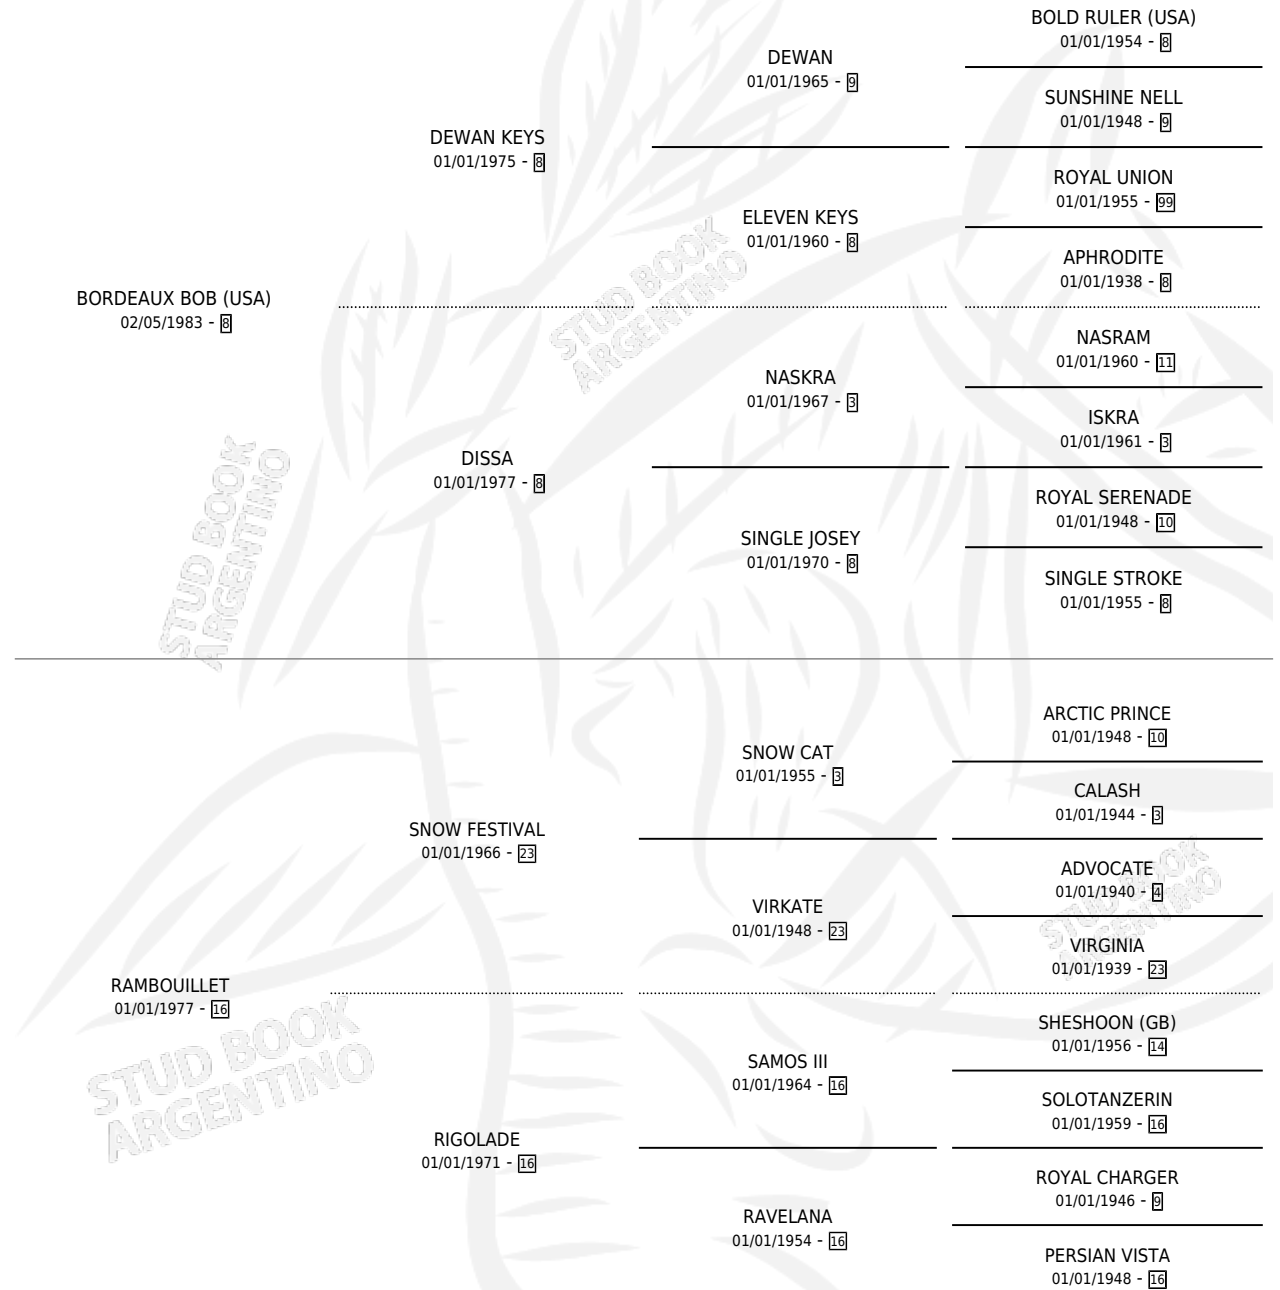 BOLD RULER (USA)
01/01/1954 - 8
DEWAN
01/01/1965 - 9
SUNSHINE NELL
01/01/1948 - 9
DEWAN KEYS
01/01/1975 - 8
ROYAL UNION
01/01/1955 - 99
ELEVEN KEYS
01/01/1960 - 8
APHRODITE
01/01/1938 - 8
BORDEAUX BOB (USA)
02/05/1983 - 8
NASRAM
01/01/1960 - 11
NASKRA
01/01/1967 - 3
ISKRA
01/01/1961 - 3
DISSA
01/01/1977 - 8
ROYAL SERENADE
01/01/1948 - 10
SINGLE JOSEY
01/01/1970 - 8
SINGLE STROKE
01/01/1955 - 8
ARCTIC PRINCE
01/01/1948 - 10
SNOW CAT
01/01/1955 - 3
CALASH
01/01/1944 - 3
SNOW FESTIVAL
01/01/1966 - 23
ADVOCATE
01/01/1940 - 4
VIRKATE
01/01/1948 - 23
VIRGINIA
01/01/1939 - 23
RAMBOUILLET
01/01/1977 - 16
SHESHOON (GB)
01/01/1956 - 14
SAMOS III
01/01/1964 - 16
SOLOTANZERIN
01/01/1959 - 16
RIGOLADE
01/01/1971 - 16
ROYAL CHARGER
01/01/1946 - 9
RAVELANA
01/01/1954 - 16
PERSIAN VISTA
01/01/1948 - 16
STUD BOOK
ARGENTINO
STUD BOOK
ARGENTINO
STUD BOOK
ARGENTINO
STUD BOOK
ARGENTINO